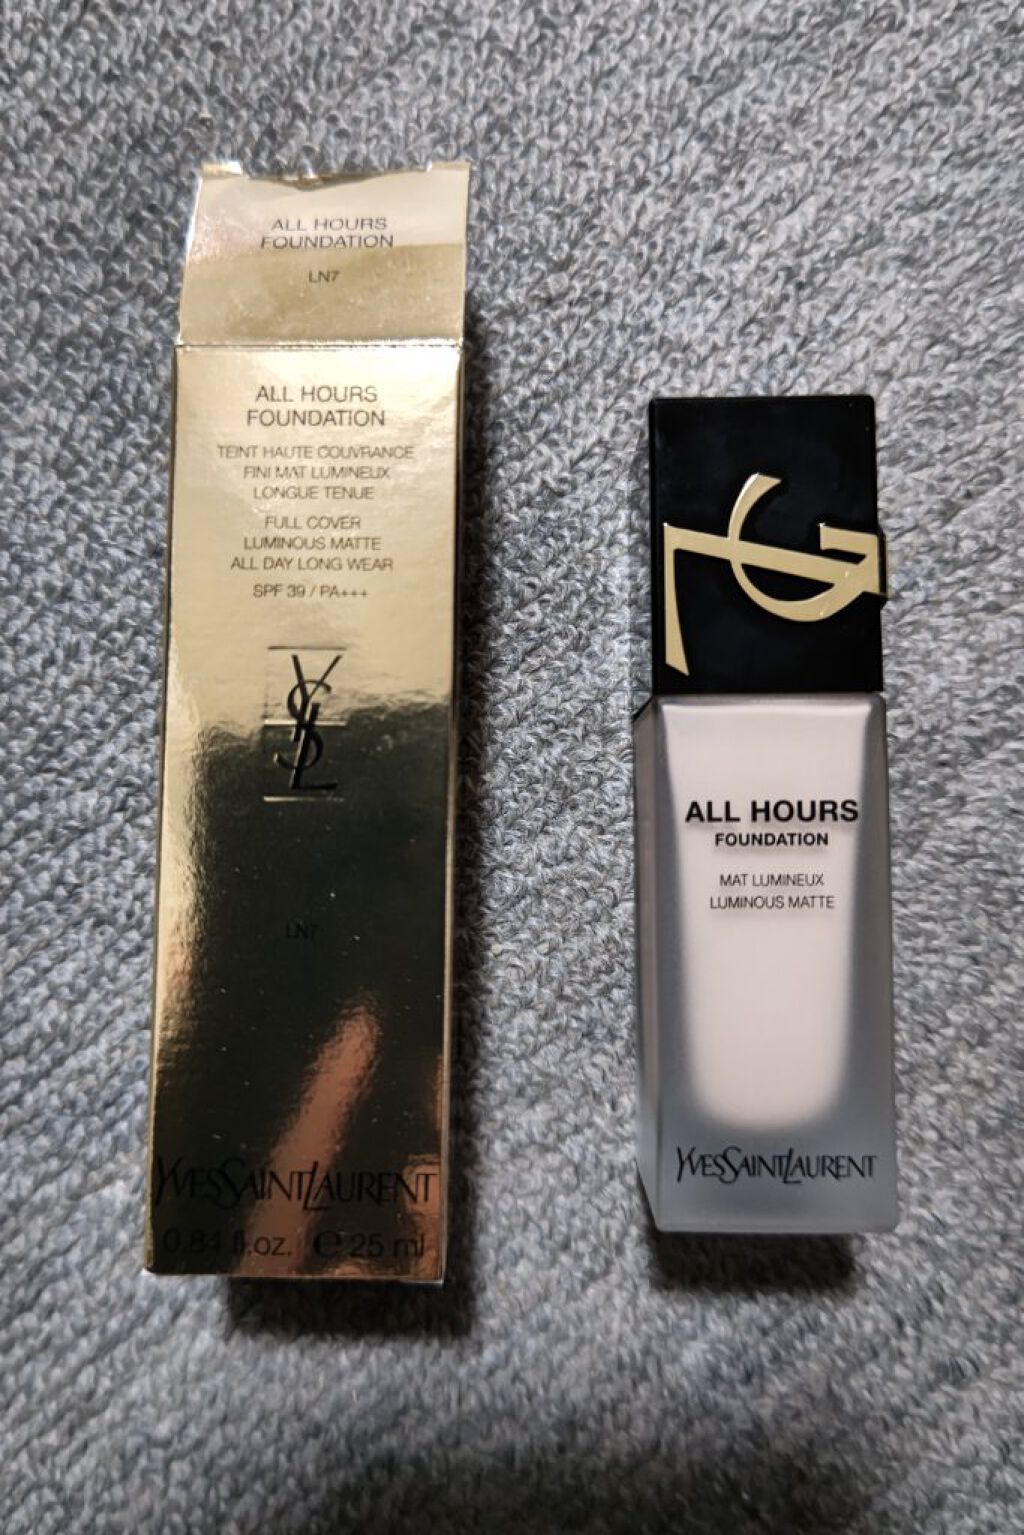 ALL HOURS
FOUNDATION
LN7
ALL HOURS
FOUNDATION
TEINT HAUTE COUVRANCE
FINI MAT LUMINEUX
LONGUE TENUE
FULL COVER
LUMINOUS MATTE
ALL DAY LONG WEAR
SPF 39 / PA+++
YSL
LN7
YVESSAINTLAURENT
0.84 fl.oz. e 25 ml
ALL HOURS
FOUNDATION
MAT LUMINEUX
LUMINOUS MATTE
YVESSAINTLAURENT